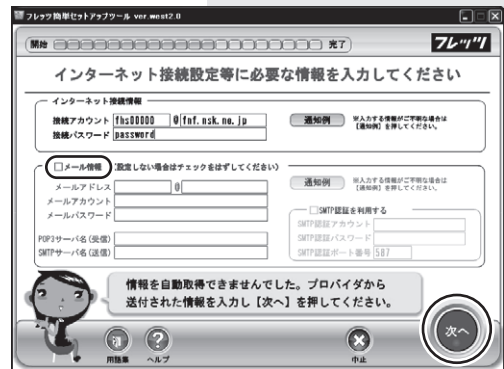 フレッツ簡単セットアップツール ver.west2.0
開始
完了
フレッツ
インターネット接続設定等に必要な情報を入力してください
インターネット接続情報
接続アカウント fhs00000 @ fnf.nsk.ne.jp
接続パスワード password
通知例
※入力する情報がご不明な場合は
【通知例】を押してください。
□メール情報 (設定しない場合はチェックをはずしてください)
メールアドレス @
メールアカウント
メールパスワード
POP3サーバ名(受信)
SMTPサーバ名(送信)
通知例
※入力する情報がご不明な場合は
【通知例】を押してください。
□SMTP認証を利用する
SMTP認証アカウント
SMTP認証パスワード
SMTP認証ポート番号 587
情報を自動取得できませんでした。プロバイダから
送付された情報を入力し【次へ】を押してください。
用語集
ヘルプ
中止
次へ